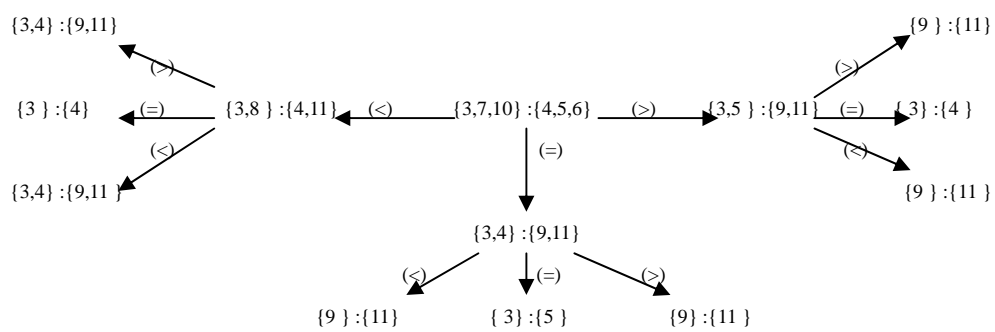 {3,4} :{9,11} {9 } :{11}
(>) (>)
{3 } :{4} (=) {3,8 } :{4,11} (<) {3,7,10} :{4,5,6} (>) {3,5 } :{9,11} (=) { 3} :{4 }
(<) (=) (<)
{3,4} :{9,11 } {9 } :{11 }
{3,4} :{9,11}
(<) (=) (>)
{9 } :{11} { 3} :{5 } {9} :{11 }